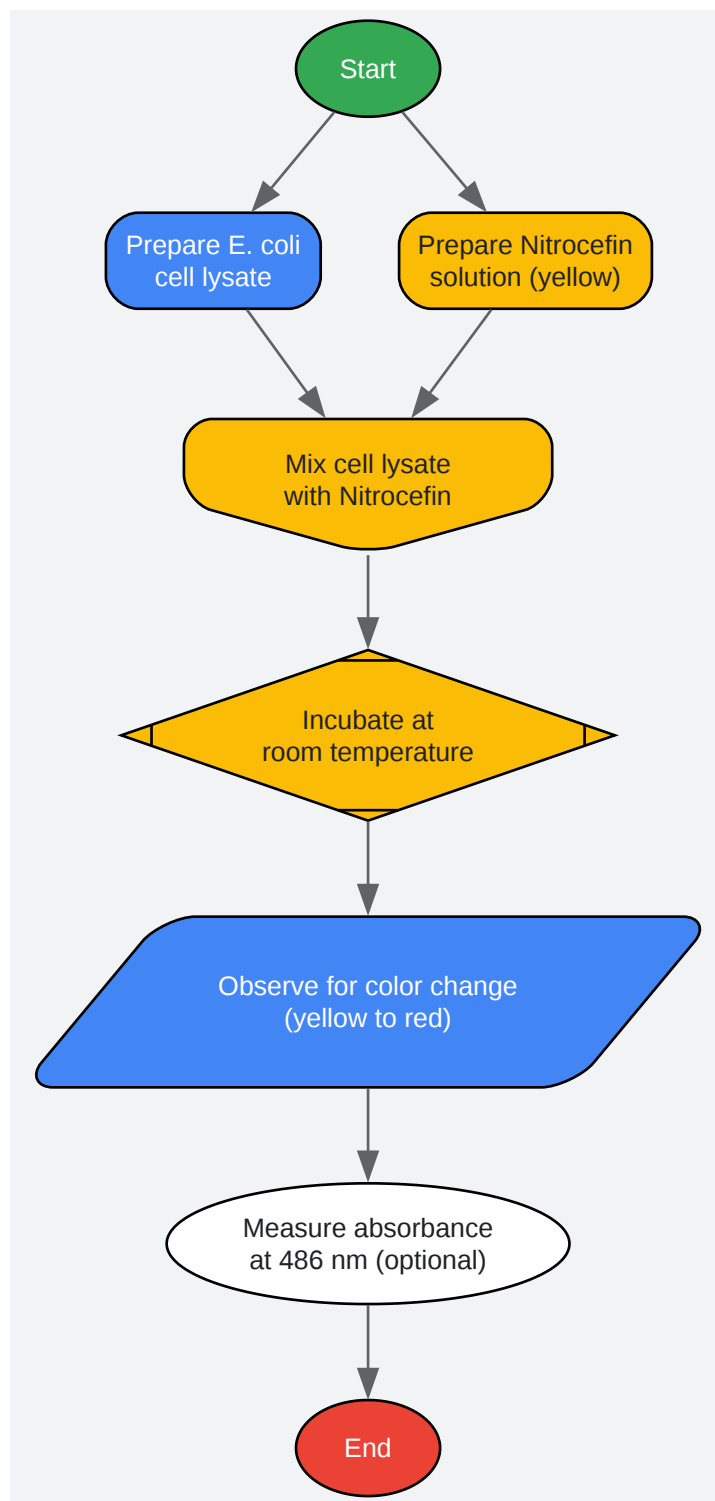 Start
Prepare E. coli
cell lysate
Prepare Nitrocefin
solution (yellow)
Mix cell lysate
with Nitrocefin
Incubate at
room temperature
Observe for color change
(yellow to red)
Measure absorbance
at 486 nm (optional)
End